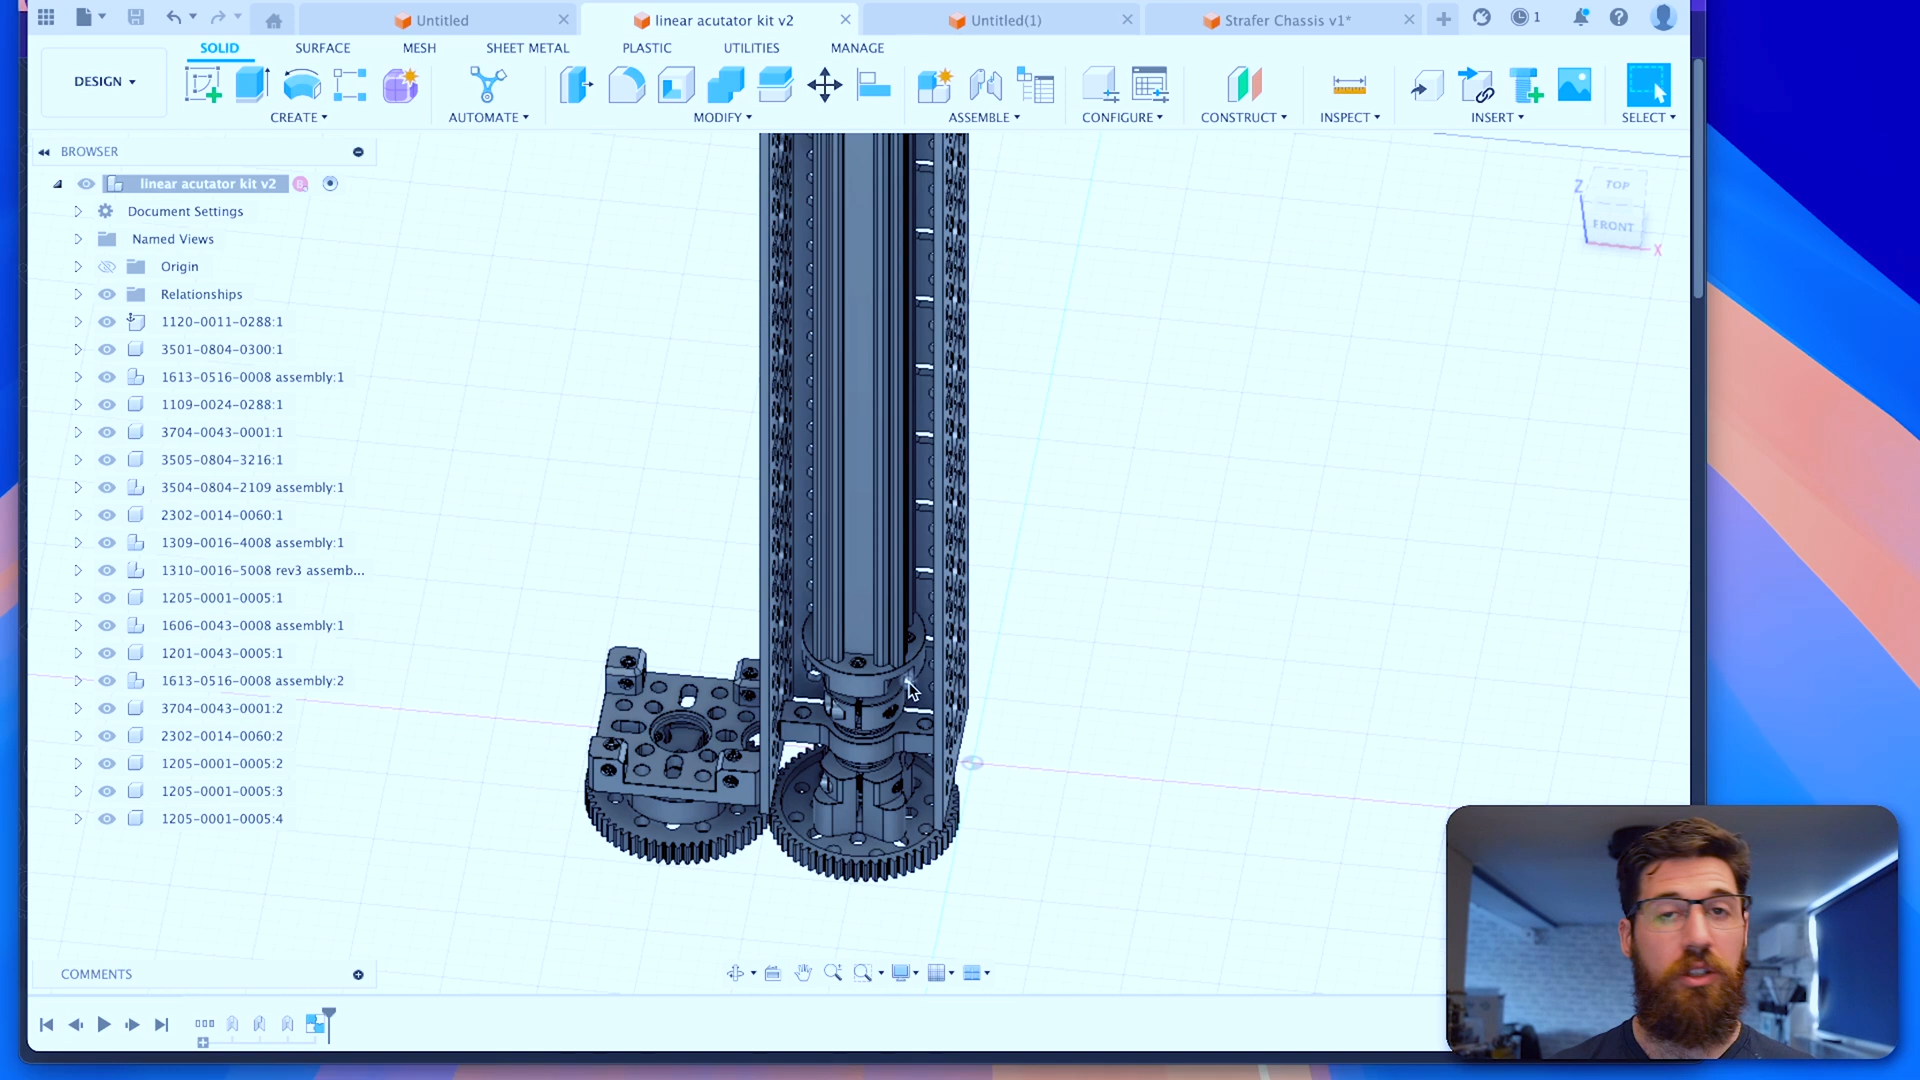 Untitled
linear acutator kit v2
Untitled(1)
Strafer Chassis v1*
1
SOLID
SURFACE
MESH
SHEET METAL
PLASTIC
UTILITIES
MANAGE
DESIGN
CREATE
AUTOMATE
MODIFY
ASSEMBLE
CONFIGURE
CONSTRUCT
INSPECT
INSERT
SELECT
BROWSER
linear acutator kit v2
Document Settings
Named Views
Origin
Relationships
1120-0011-0288:1
3501-0804-0300:1
1613-0516-0008 assembly:1
1109-0024-0288:1
3704-0043-0001:1
3505-0804-3216:1
3504-0804-2109 assembly:1
2302-0014-0060:1
1309-0016-4008 assembly:1
1310-0016-5008 rev3 assemb...
1205-0001-0005:1
1606-0043-0008 assembly:1
1201-0043-0005:1
1613-0516-0008 assembly:2
3704-0043-0001:2
2302-0014-0060:2
1205-0001-0005:2
1205-0001-0005:3
1205-0001-0005:4
Z
TOP
FRONT
X
COMMENTS